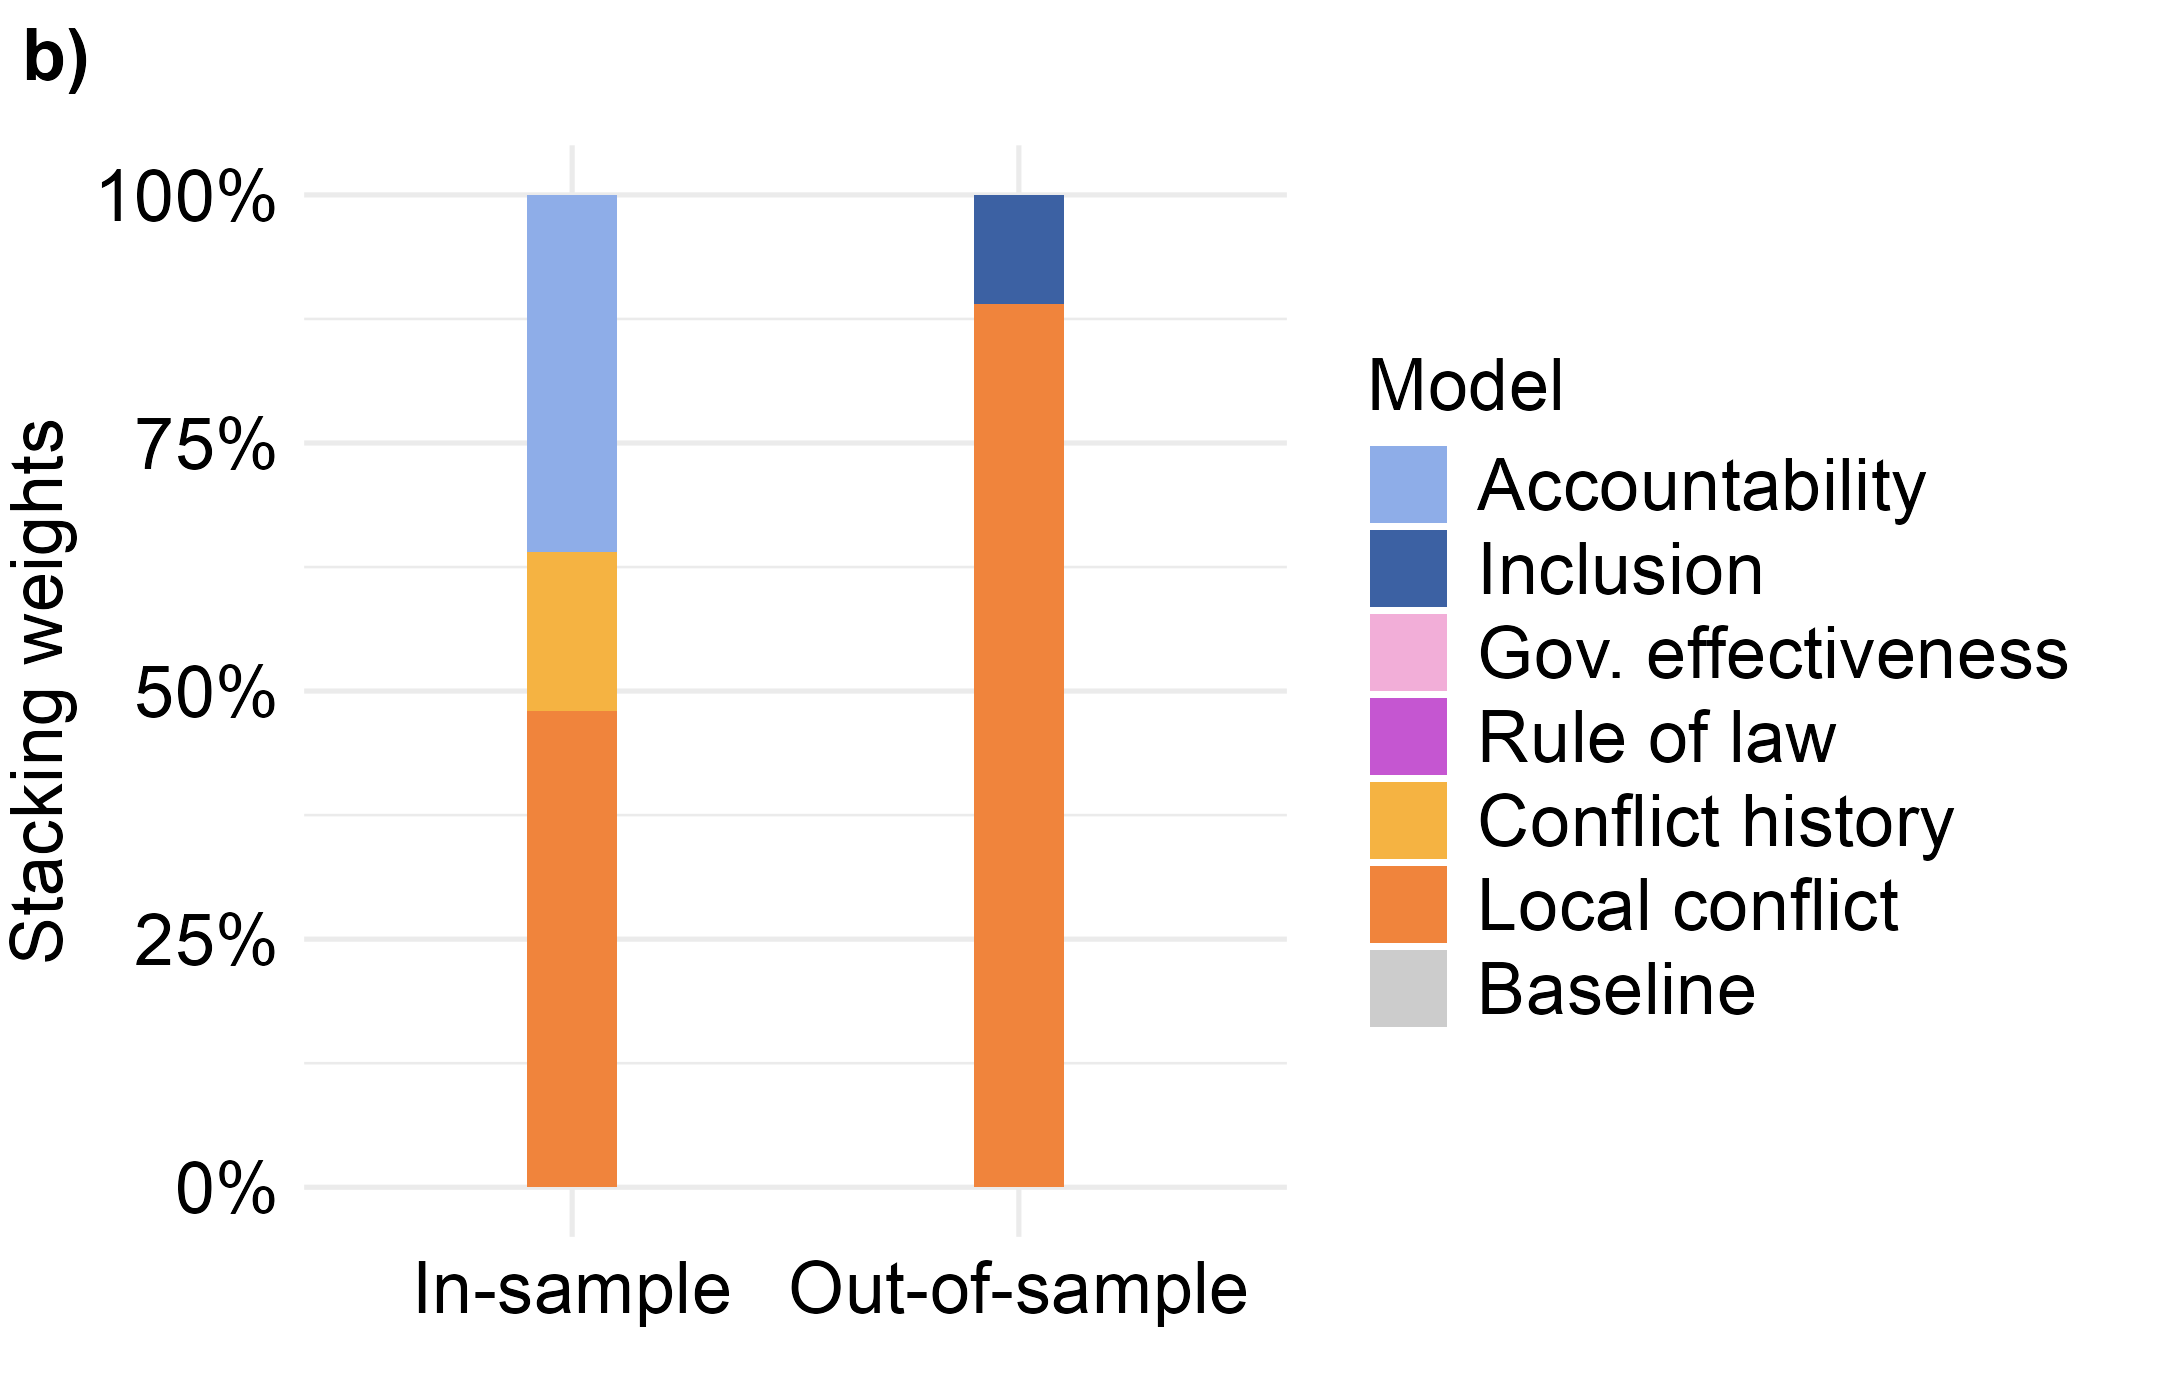 b)
Stacking weights
100%
75%
50%
25%
0%
In-sample
Out-of-sample
Model
Accountability
Inclusion
Gov. effectiveness
Rule of law
Conflict history
Local conflict
Baseline